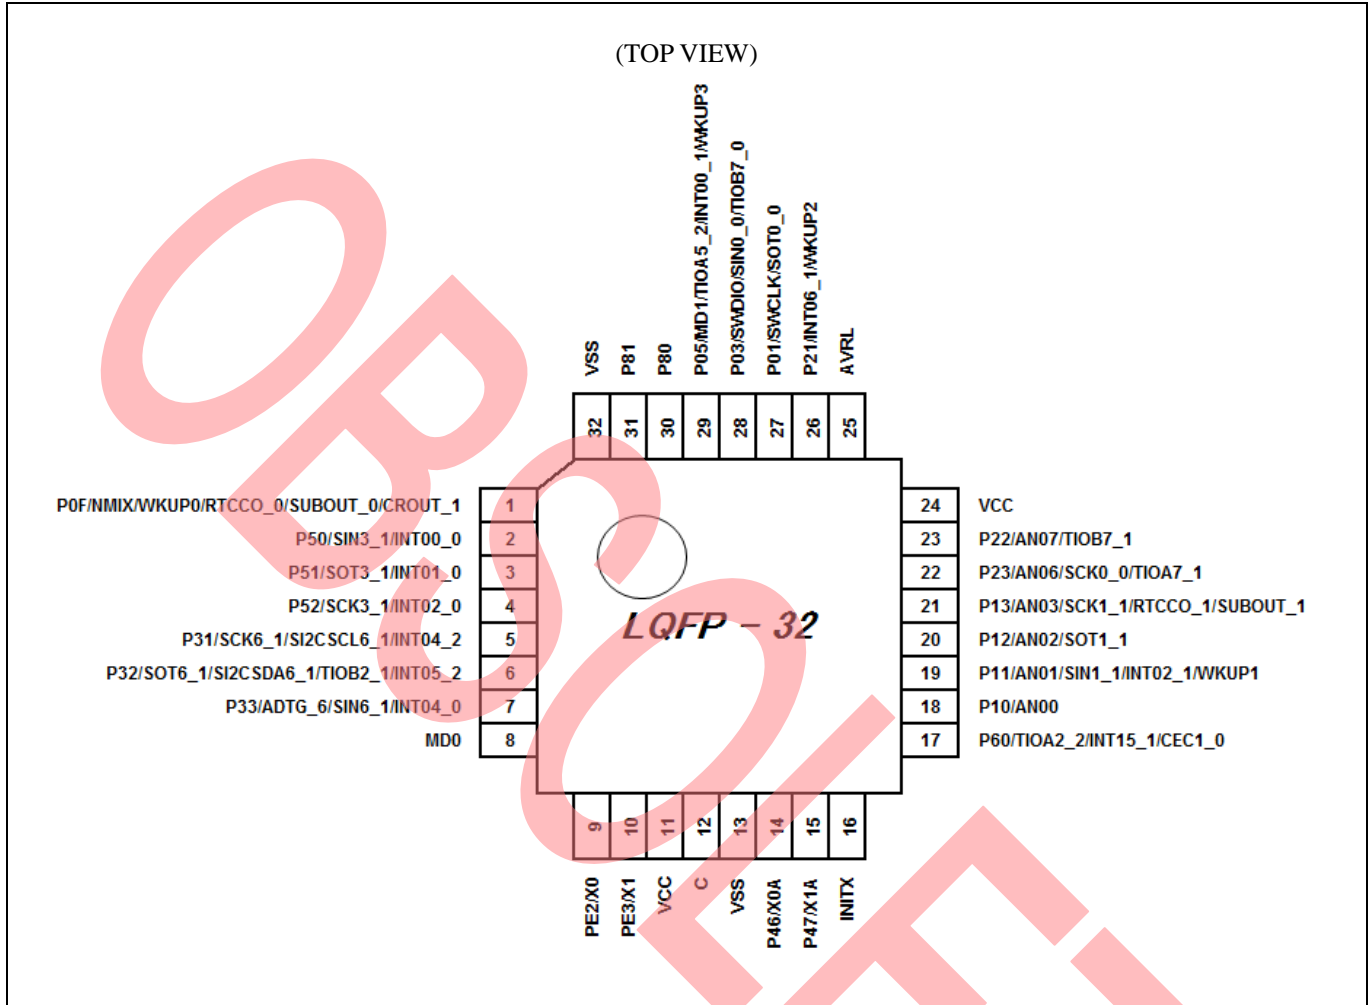 (TOP VIEW)
VSS
P81
P80
P05/MD1/TIOA5_2/INT00_1/WKUP3
P03/SWDIO/SIN0_0/TIOB7_0
P01/SWCLK/SOT0_0
P21/INT06_1/WKUP2
AVRL
32
31
30
29
28
27
26
25
P0F/NMIX/WKUP0/RTCCO_0/SUBOUT_0/CROUT_1 1
P50/SIN3_1/INT00_0 2
P51/SOT3_1/INT01_0 3
P52/SCK3_1/INT02_0 4
P31/SCK6_1/SI2CSCL6_1/INT04_2 5
P32/SOT6_1/SI2CSDA6_1/TIOB2_1/INT05_2 6
P33/ADTG_6/SIN6_1/INT04_0 7
MD0 8
LQFP - 32
24 VCC
23 P22/AN07/TIOB7_1
22 P23/AN06/SCK0_0/TIOA7_1
21 P13/AN03/SCK1_1/RTCCO_1/SUBOUT_1
20 P12/AN02/SOT1_1
19 P11/AN01/SIN1_1/INT02_1/WKUP1
18 P10/AN00
17 P60/TIOA2_2/INT15_1/CEC1_0
9
10
11
12
13
14
15
16
PE2/X0
PE3/X1
VCC
C
VSS
P46/X0A
P47/X1A
INITX
OBSOLET